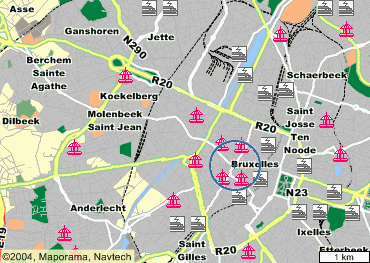 Asse
Ganshoren
N290
Jette
Berchem
Sainte
Agathe
R20
Schaerbeek
Koekelberg
Molenbeek
Saint Jean
Dilbeek
R20
Saint
Josse
Ten
Noode
Bruxelles
N23
Anderlecht
Ixelles
Saint
Gilles
R20
Etterbeek
E19
©2004, Maporama, Navtech
1 km